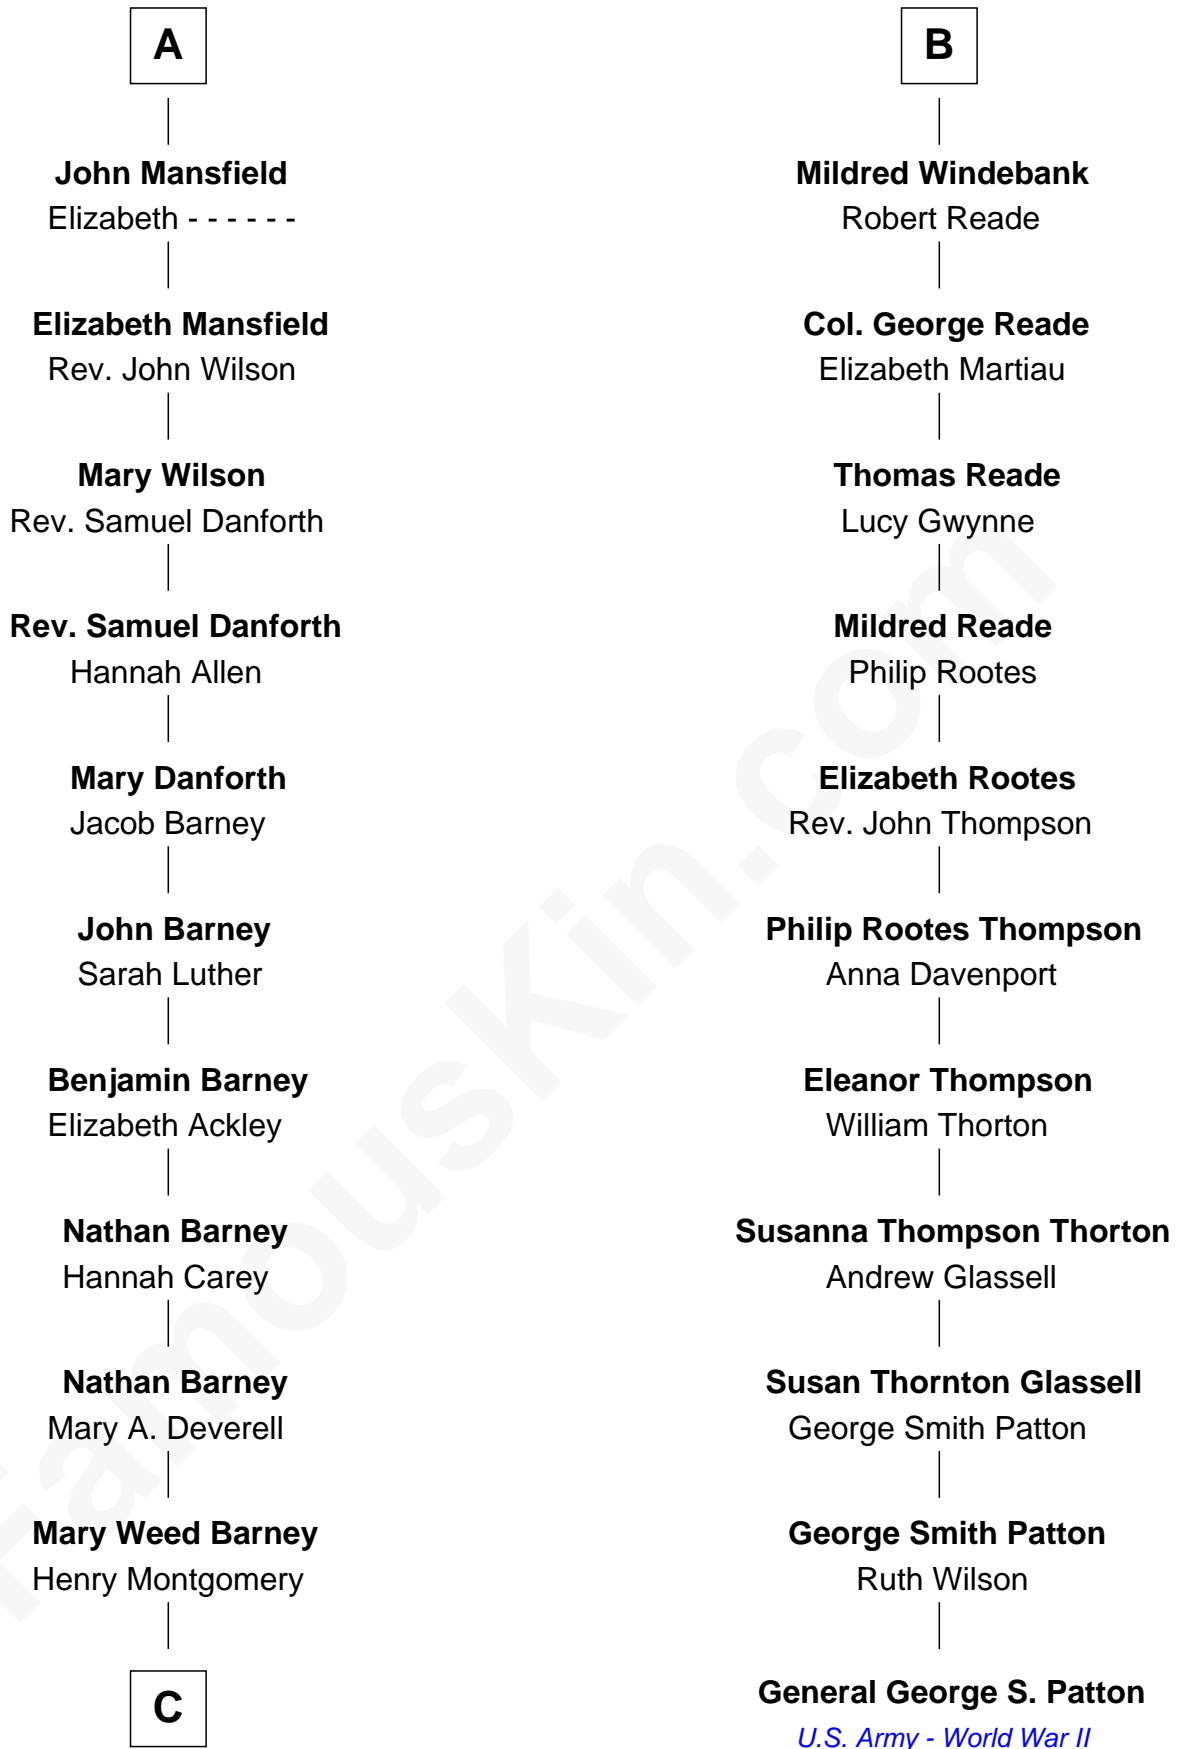 A
John Mansfield
Elizabeth - - - - - -
Elizabeth Mansfield
Rev. John Wilson
Mary Wilson
Rev. Samuel Danforth
Rev. Samuel Danforth
Hannah Allen
Mary Danforth
Jacob Barney
John Barney
Sarah Luther
Benjamin Barney
Elizabeth Ackley
Nathan Barney
Hannah Carey
Nathan Barney
Mary A. Deverell
Mary Weed Barney
Henry Montgomery
C
B
Mildred Windebank
Robert Reade
Col. George Reade
Elizabeth Martiau
Thomas Reade
Lucy Gwynne
Mildred Reade
Philip Rootes
Elizabeth Rootes
Rev. John Thompson
Philip Rootes Thompson
Anna Davenport
Eleanor Thompson
William Thorton
Susanna Thompson Thorton
Andrew Glassell
Susan Thornton Glassell
George Smith Patton
George Smith Patton
Ruth Wilson
General George S. Patton
U.S. Army - World War II
FamousKin.com